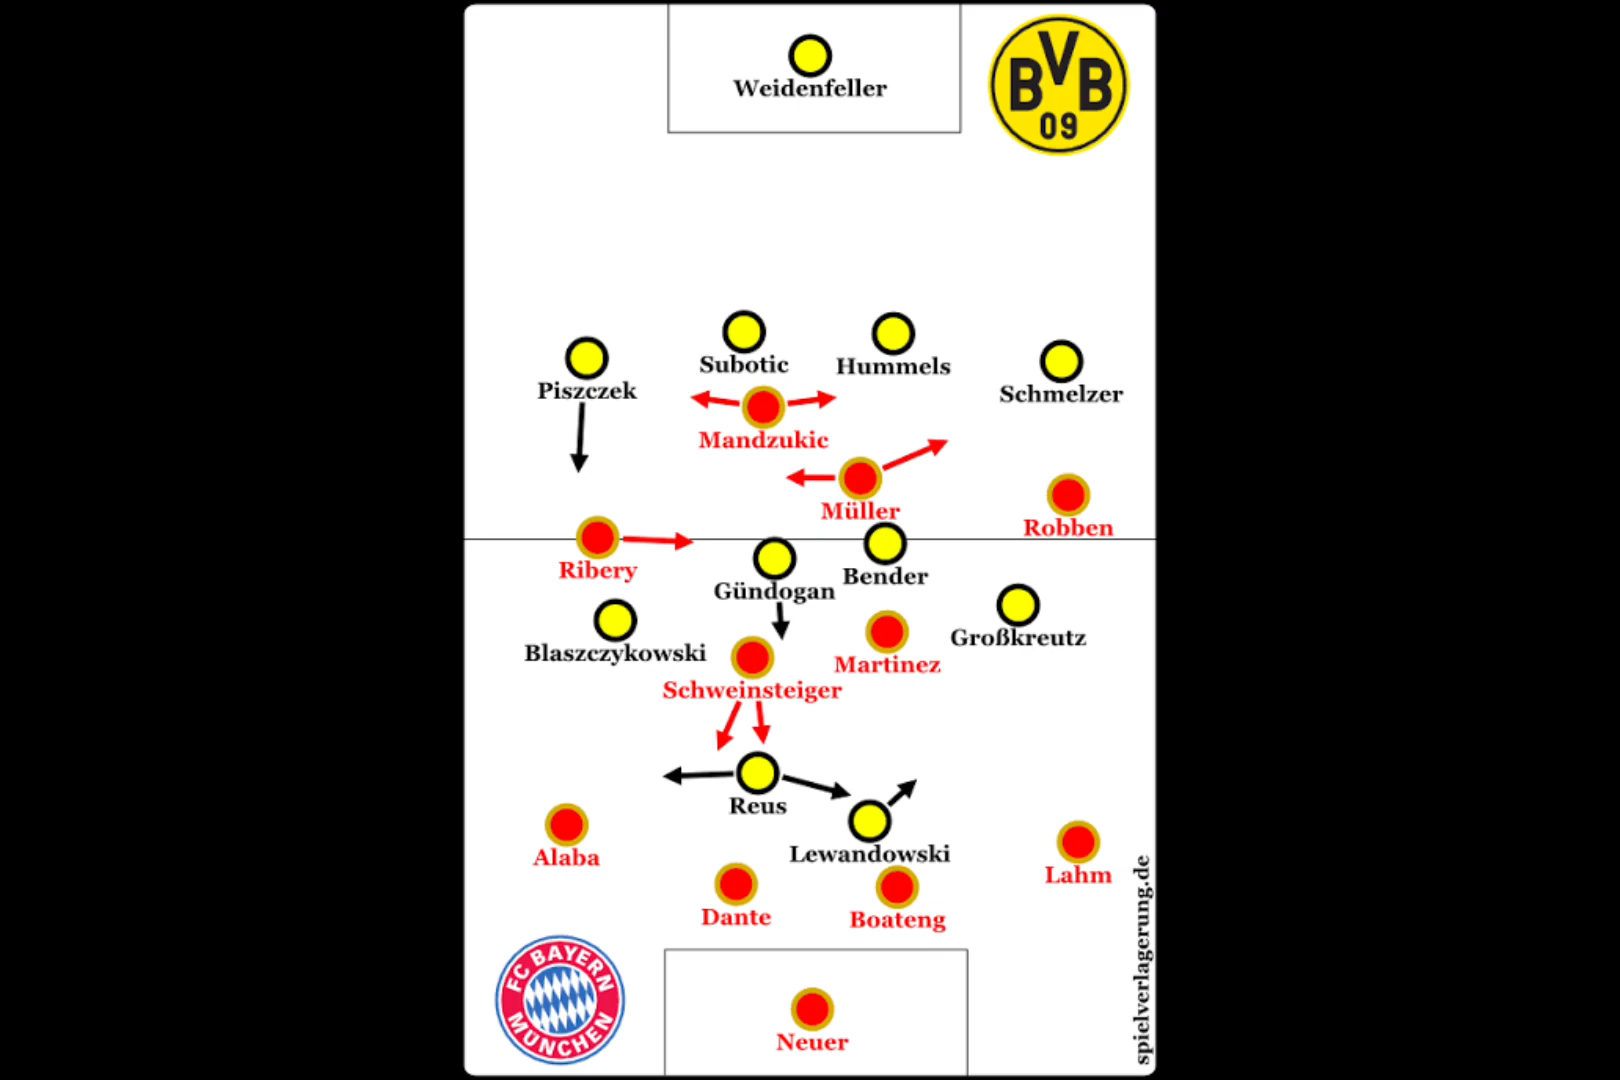 BVB
09
Weidenfeller
Subotic
Hummels
Piszczek
Schmelzer
Mandzukic
Müller
Robben
Ribery
Gündogan
Bender
Blaszczykowski
Großkreutz
Martinez
Schweinsteiger
Reus
Lewandowski
Alaba
Lahm
Dante
Boateng
spielverlagerung.de
FC BAYERN
MÜNCHEN
Neuer